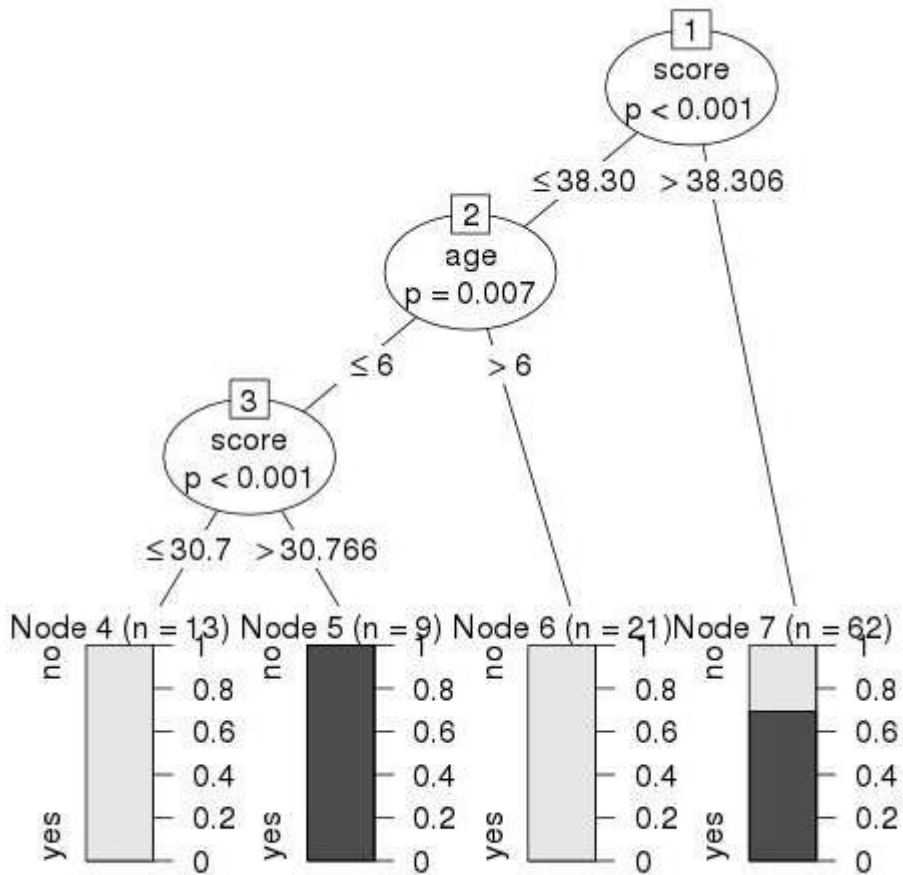 1
score
p < 0.001
≤38.30 > 38.306
2
age
p = 0.007
≤ 6 > 6
3
score
p < 0.001
≤30.7 >30.766
Node 4 (n = 13) Node 5 (n = 9) Node 6 (n = 21) Node 7 (n = 62)
no 1 no 1 no 1 no 1
0.8 0.8 0.8 0.8
0.6 0.6 0.6 0.6
0.4 0.4 0.4 0.4
yes 0.2 yes 0.2 yes 0.2 yes 0.2
0 0 0 0